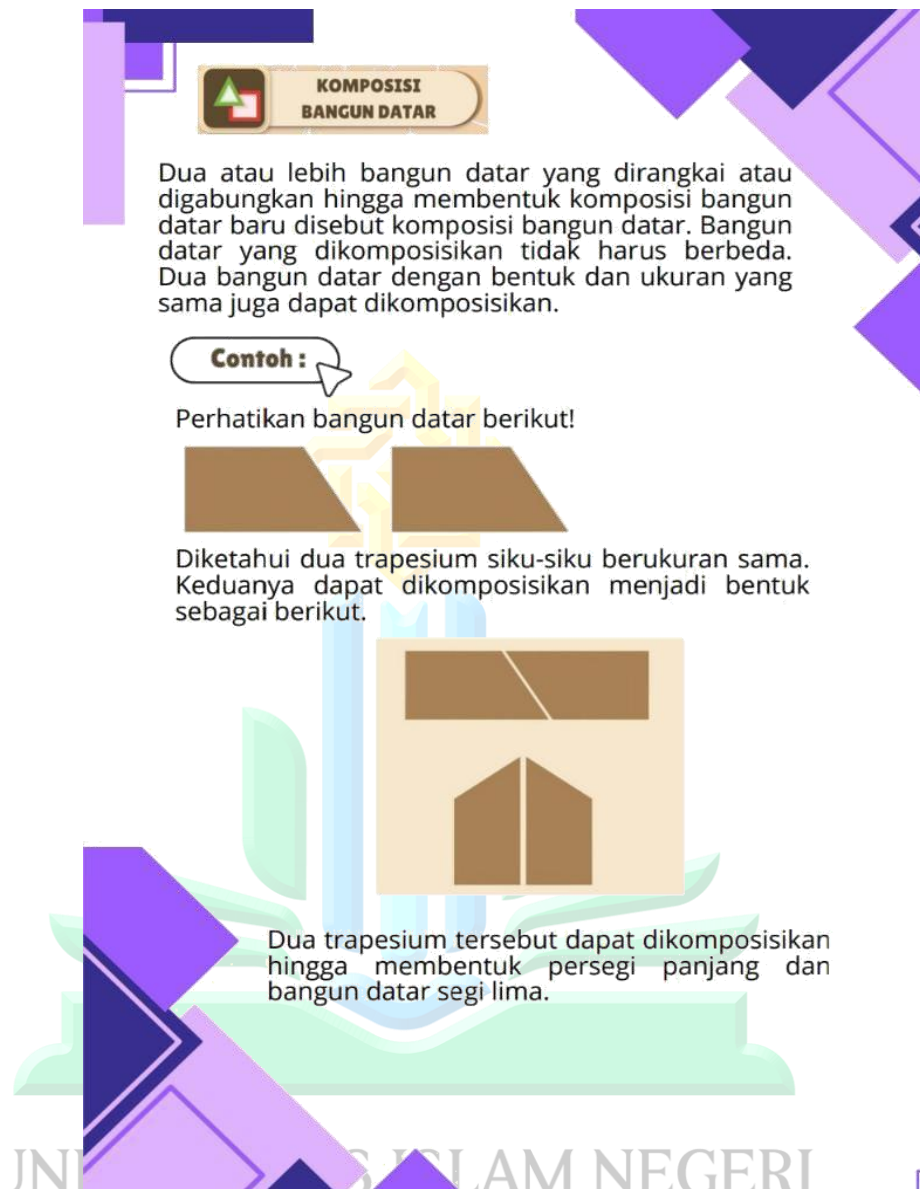 KOMPOSISI
BANGUN DATAR
Dua atau lebih bangun datar yang dirangkai atau
digabungkan hingga membentuk komposisi bangun
datar baru disebut komposisi bangun datar. Bangun
datar yang dikomposisikan tidak harus berbeda.
Dua bangun datar dengan bentuk dan ukuran yang
sama juga dapat dikomposisikan.
Contoh :
Perhatikan bangun datar berikut!
Diketahui dua trapesium siku-siku berukuran sama.
Keduanya dapat dikomposisikan menjadi bentuk
sebagai berikut.
Dua trapesium tersebut dapat dikomposisikan
hingga membentuk persegi panjang dan
bangun datar segi lima.
ISLAM NEGERI